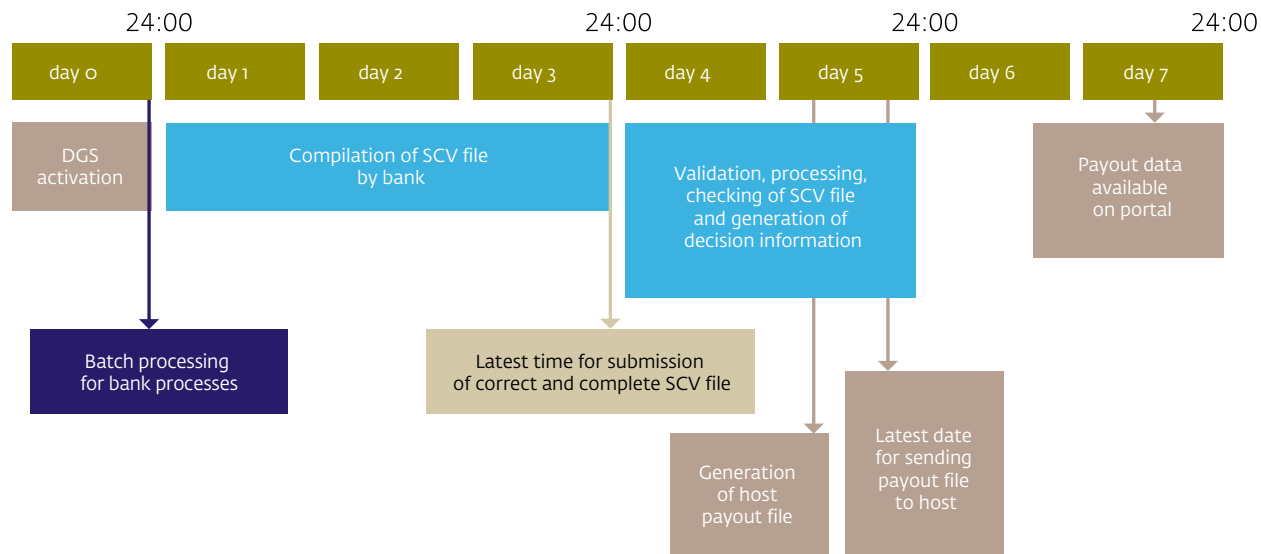 24:00
24:00
24:00
24:00
day 0
day 1
day 2
day 3
day 4
day 5
day 6
day 7
DGS
activation
Compilation of SCV file
by bank
Validation, processing,
checking of SCV file
and generation of
decision information
Payout data
available
on portal
Batch processing
for bank processes
Latest time for submission
of correct and complete SCV file
Generation
of host
payout file
Latest date
for sending
payout file
to host